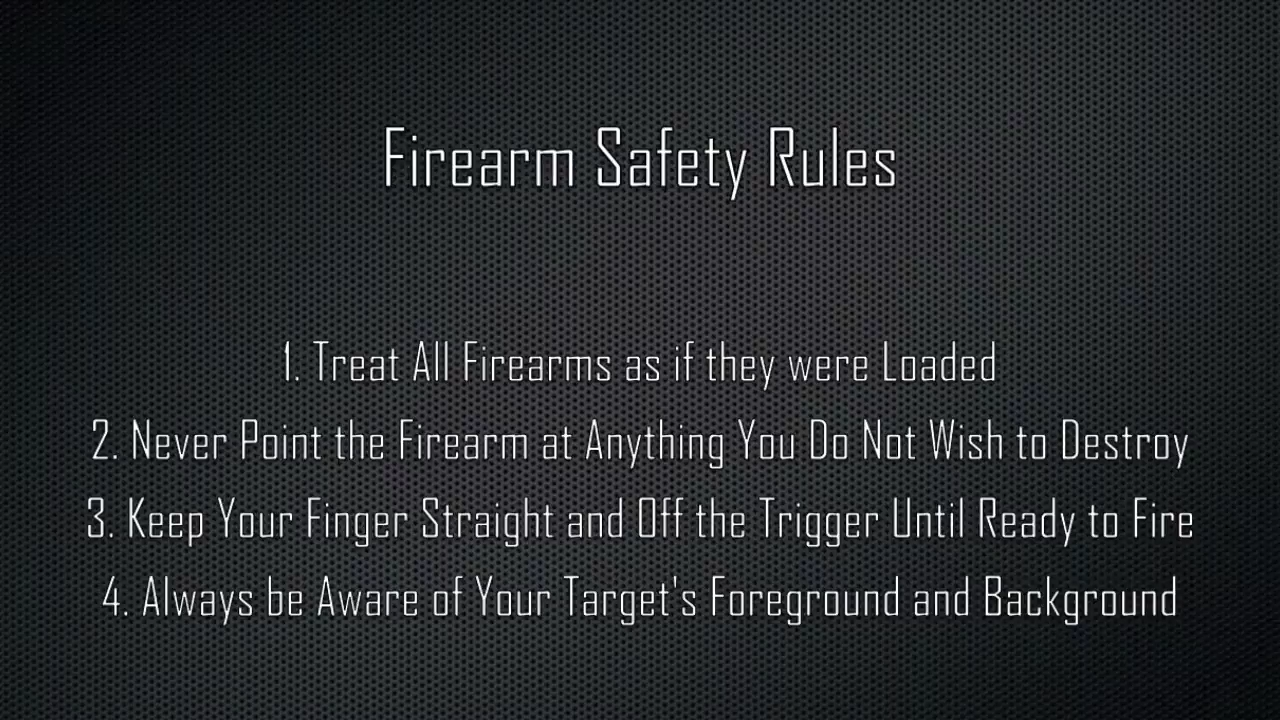 Firearm Safety Rules
1. Treat All Firearms as if they were Loaded
2. Never Point the Firearm at Anything You Do Not Wish to Destroy
3. Keep Your Finger Straight and Off the Trigger Until Ready to Fire
4. Always be Aware of Your Target's Foreground and Background